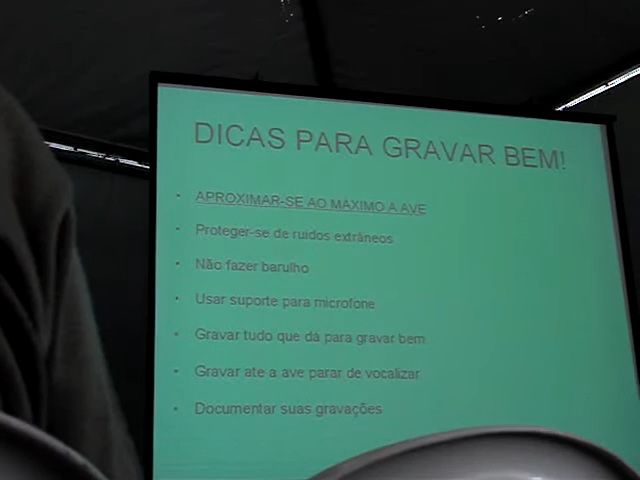 DICAS PARA GRAVAR BEM!
• APROXIMAR-SE AO MAXIMO A AVE
• Proteger-se de ruidos extrâneos
• Não fazer barulho
• Usar suporte para microfone
• Gravar tudo que dá para gravar bem
• Gravar ate a ave parar de vocalizar
• Documentar suas gravações